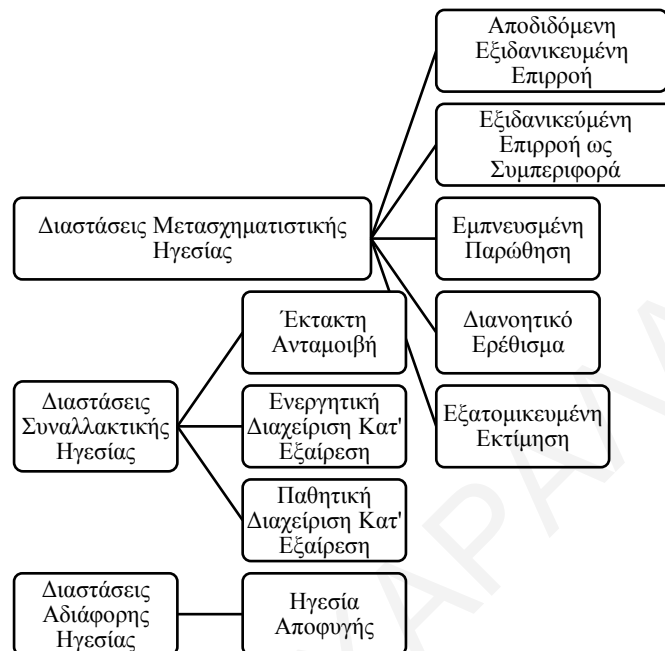 Αποδιδόμενη
Εξιδανικευμένη
Επιρροή
Εξιδανικεύμένη
Επιρροή ως
Συμπεριφορά
Διαστάσεις Μετασχηματιστικής
Ηγεσίας
Εμπνευσμένη
Παρώθηση
Διανοητικό
Ερέθισμα
Εξατομικευμένη
Εκτίμηση
Διαστάσεις
Συναλλακτικής
Ηγεσίας
Έκτακτη
Ανταμοιβή
Ενεργητική
Διαχείριση Κατ'
Εξαίρεση
Παθητική
Διαχείριση Κατ'
Εξαίρεση
Διαστάσεις
Αδιάφορης
Ηγεσίας
Ηγεσία
Αποφυγής